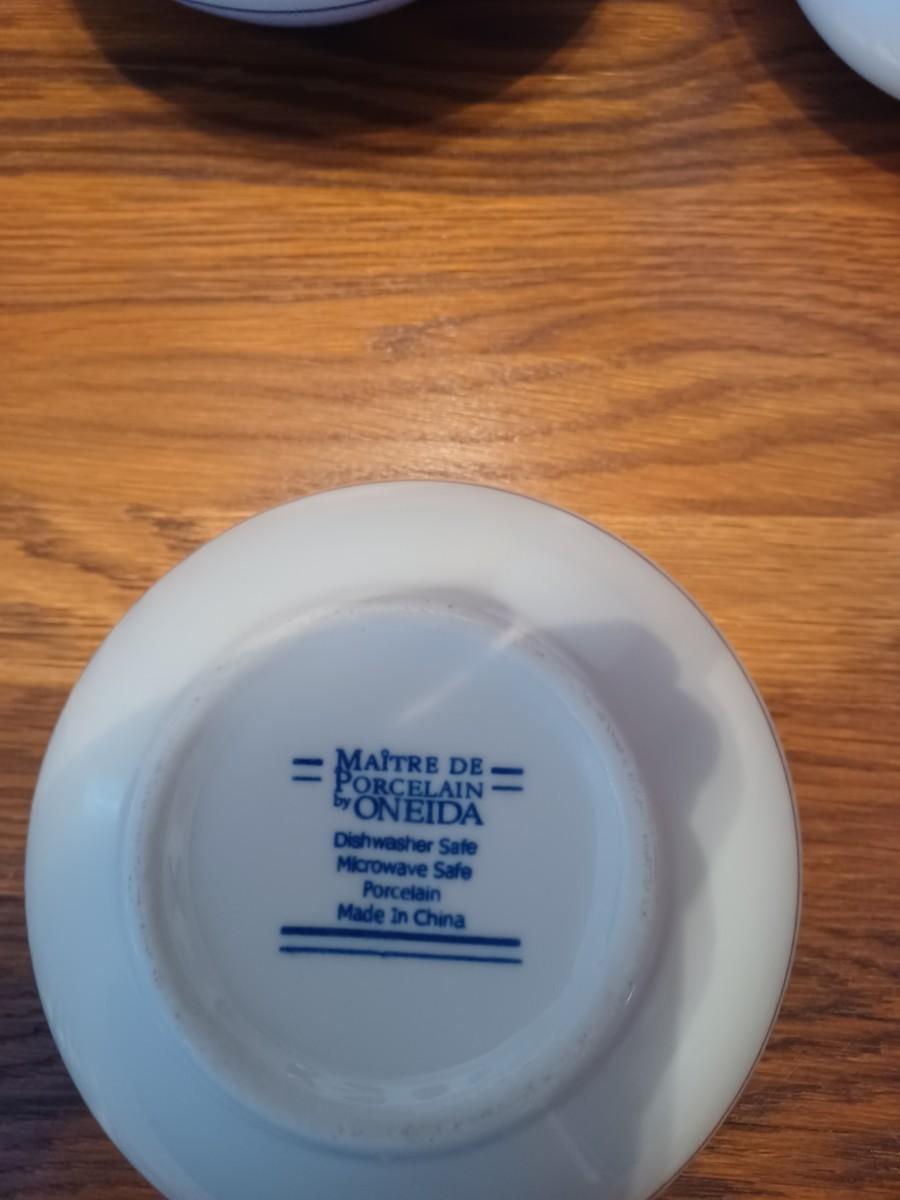 MAÎTRE DE
PORCELAIN
by ONEIDA
Dishwasher Safe
Microwave Safe
Porcelain
Made In China